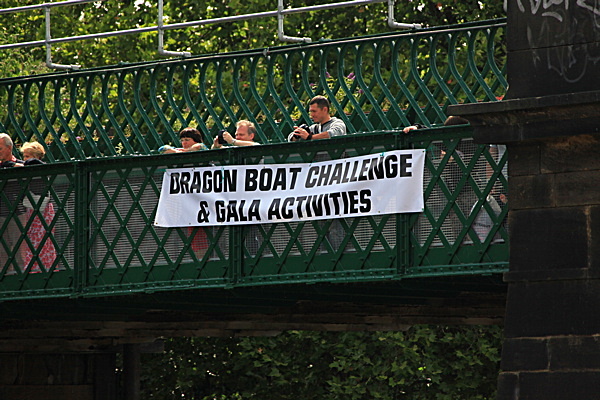 DRAGON BOAT CHALLENGE
& GALA ACTIVITIES